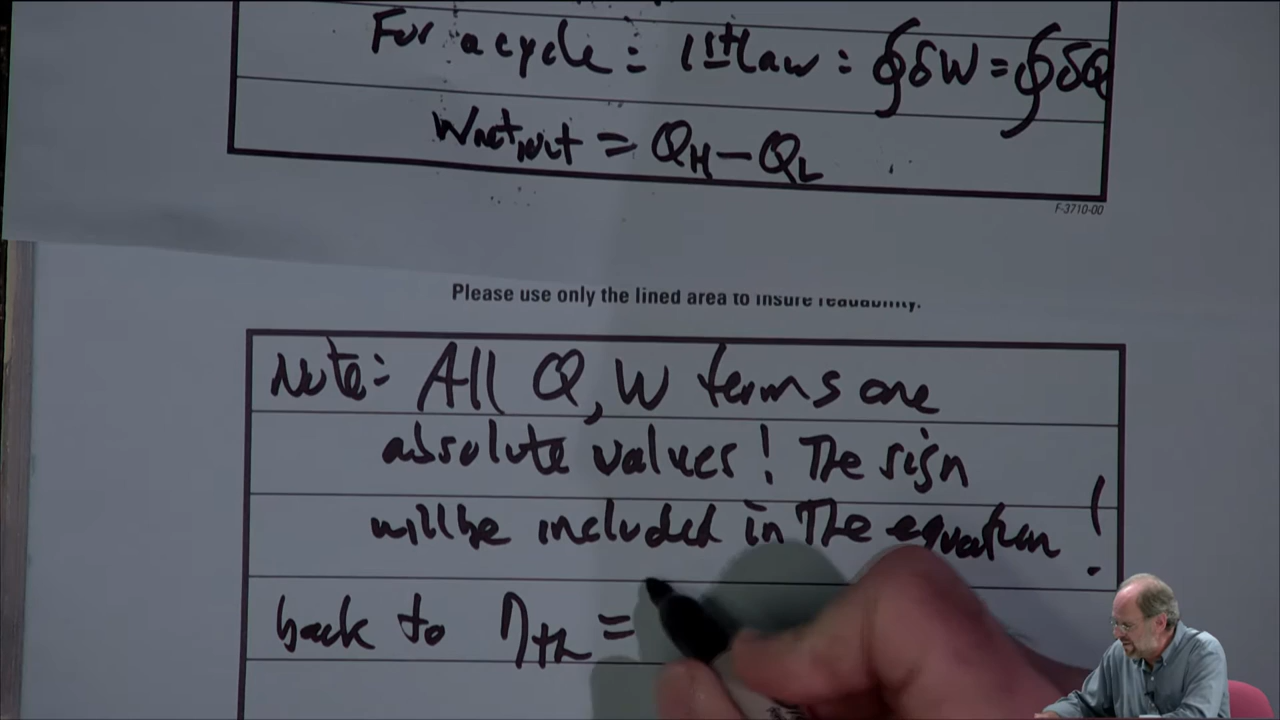 For a cycle: 1st Law: ∮δW = ∮δQ
Wnet,out = QH - QL
F-3710-00
Please use only the lined area to insure readability.
Note: All Q, W terms are
absolute values! The sign
will be included in The equation!
back to ηth =